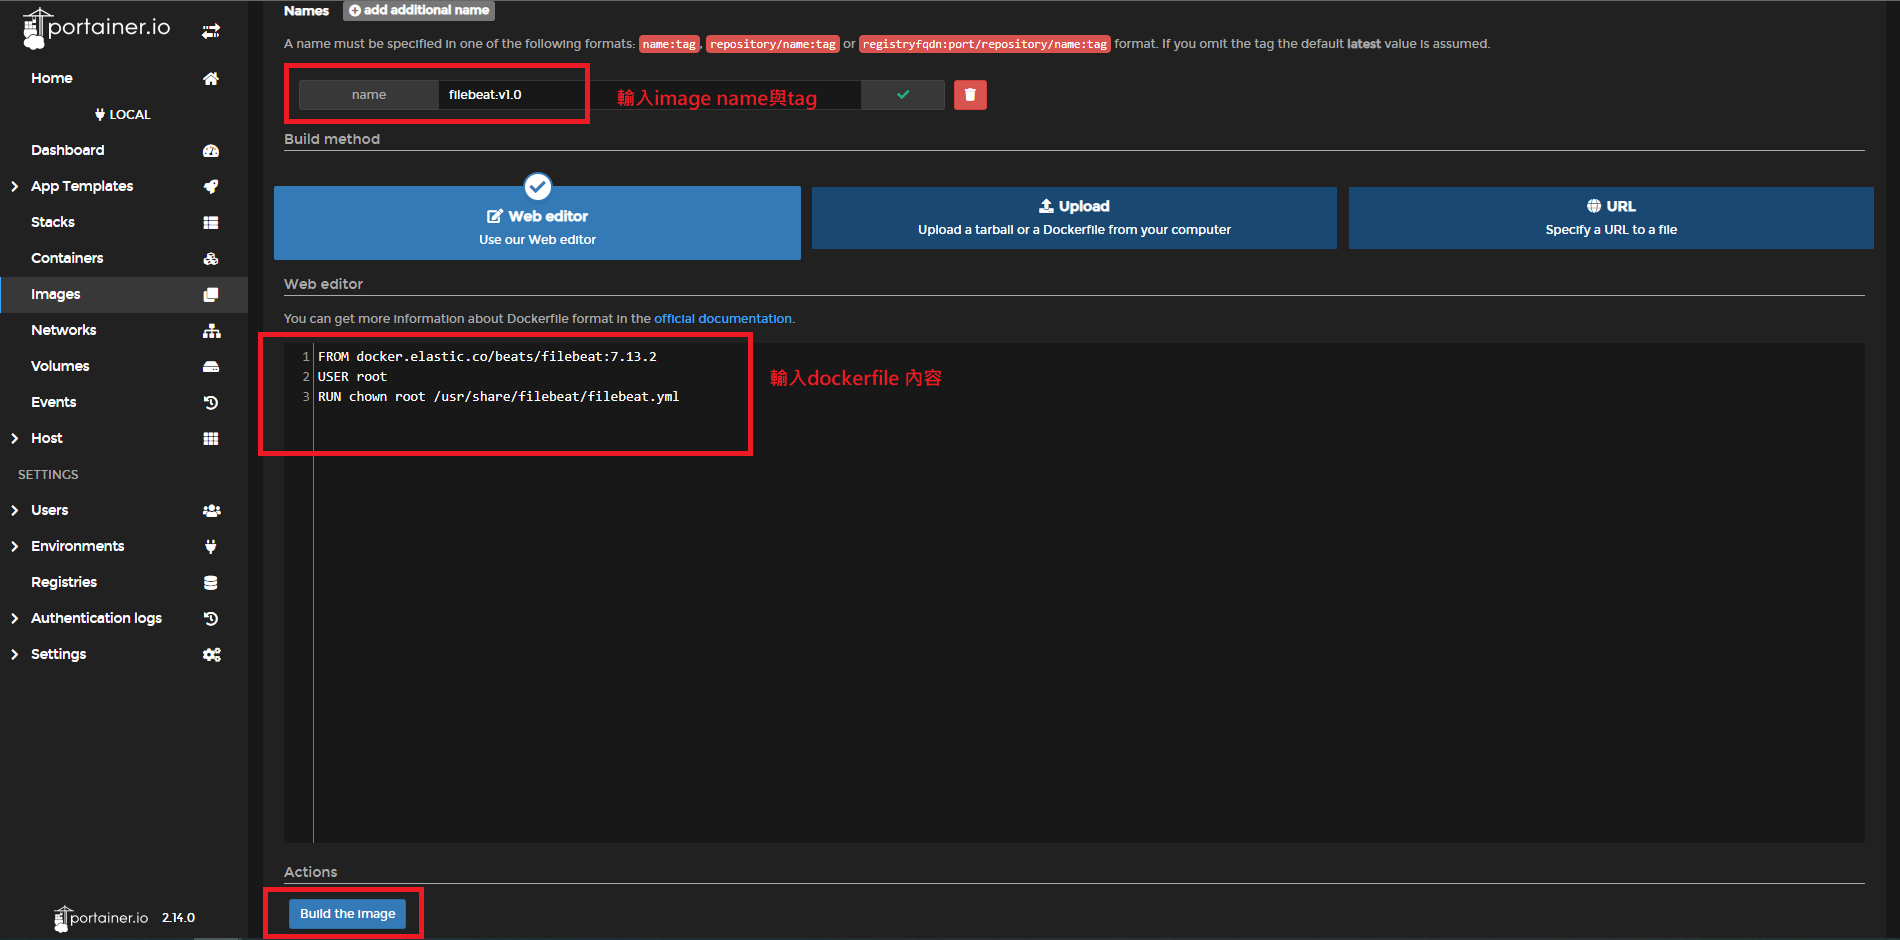 portainer.io
Home
LOCAL
Dashboard
App Templates
Stacks
Containers
Images
Networks
Volumes
Events
Host
SETTINGS
Users
Environments
Registries
Authentication logs
Settings
portainer.io 2.14.0
Names add additional name
A name must be specified in one of the following formats: name:tag, repository/name:tag or registryfqdn:port/repository/name:tag format. If you omit the tag the default latest value is assumed.
name filebeat:v1.0 輸入image name與tag
Build method
Web editor
Use our Web editor
Upload
Upload a tarball or a Dockerfile from your computer
URL
Specify a URL to a file
Web editor
You can get more information about Dockerfile format in the official documentation.
1 FROM docker.elastic.co/beats/filebeat:7.13.2
2 USER root
3 RUN chown root /usr/share/filebeat/filebeat.yml
輸入dockerfile 內容
Actions
Build the image